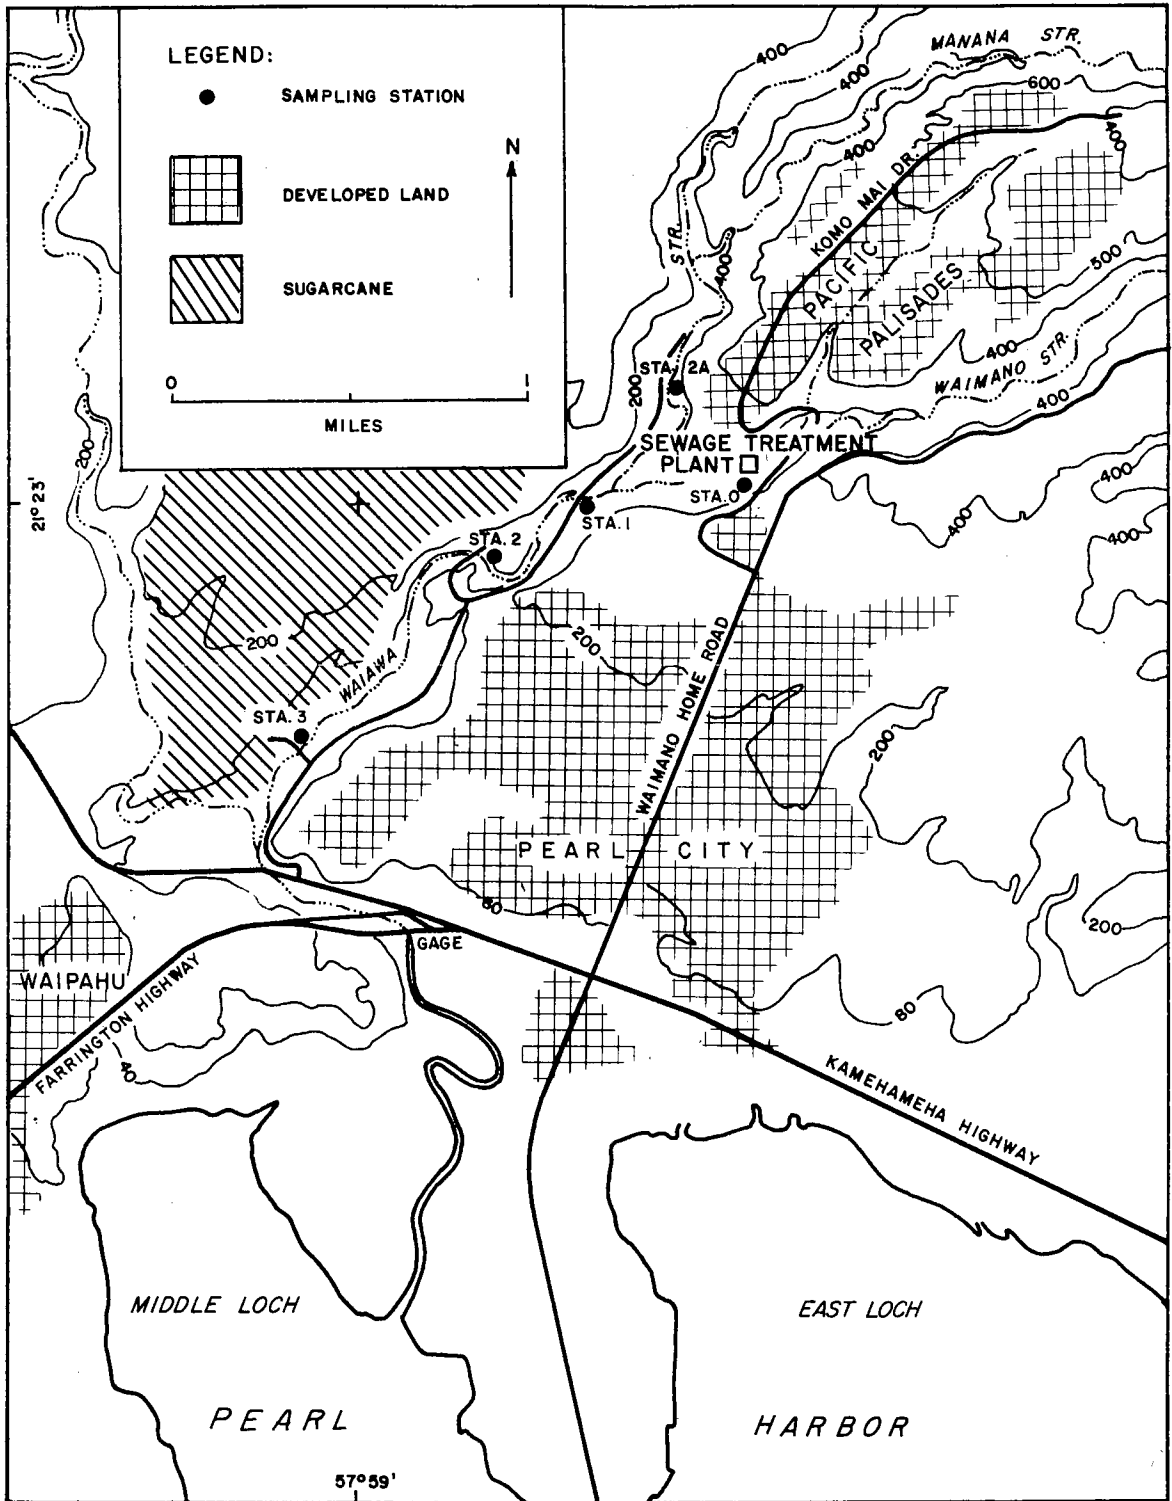 LEGEND:
SAMPLING STATION
DEVELOPED LAND
SUGARCANE
N
0 1
MILES
MANANA STR.
400
400
600
400
400
KOMO MAI DR.
STR.
400
PACIFIC
PALISADES
500
400
WAIMANO STR.
400
STA. 2A
200
200
SEWAGE TREATMENT
PLANT
STA. 0
400
400
400
21° 23'
STA. 1
STA. 2
200
200
WAIAWA
WAIMANO HOME ROAD
STA. 3
200
PEARL CITY
80
GAGE
200
WAIPAHU
FARRINGTON HIGHWAY
40
80
KAMEHAMEHA HIGHWAY
MIDDLE LOCH
EAST LOCH
PEARL HARBOR
57°59'